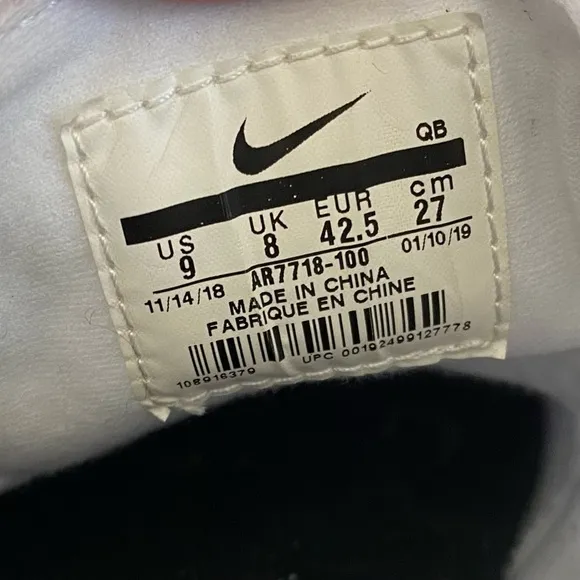 QB
US UK EUR cm
9 8 42.5 27
11/14/18 AR7718-100 01/10/19
MADE IN CHINA
FABRIQUE EN CHINE
108916379 UPC 00192499127778